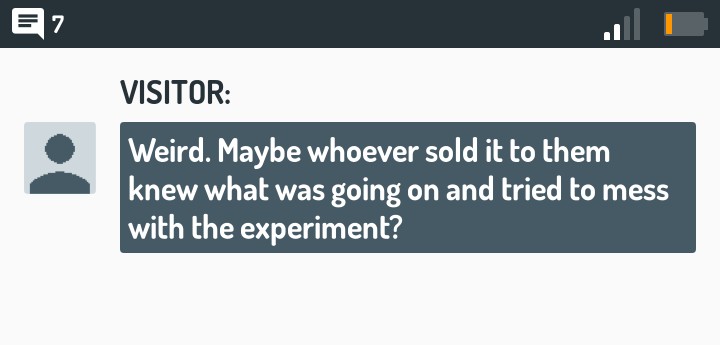 7
VISITOR:
Weird. Maybe whoever sold it to them
knew what was going on and tried to mess
with the experiment?